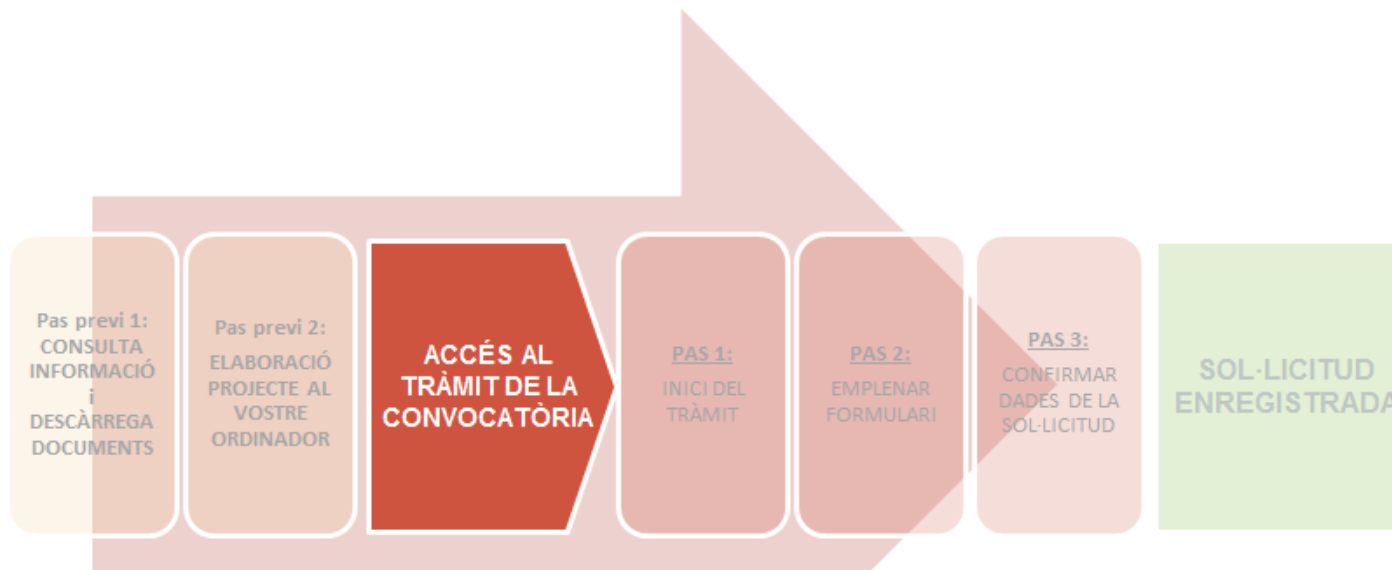 Pas previ 1:
CONSULTA
INFORMACIÓ
i
DESCÀRREGA
DOCUMENTS
Pas previ 2:
ELABORACIÓ
PROJECTE AL
VOSTRE
ORDINADOR
ACCÉS AL
TRÀMIT DE LA
CONVOCATÒRIA
PAS 1:
INICI DEL
TRÀMIT
PAS 2:
EMPLENAR
FORMULARI
PAS 3:
CONFIRMAR
DADES DE LA
SOL·LICITUD
SOL·LICITUD
ENREGISTRADA